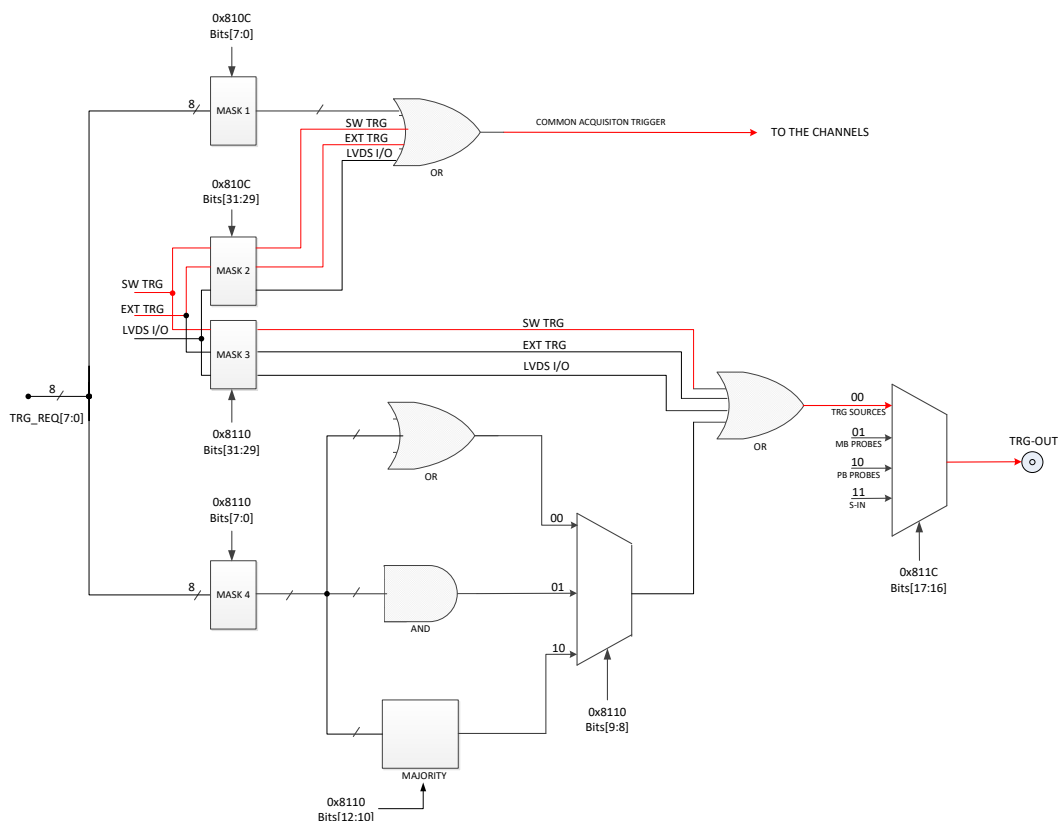 0x810C
Bits[7:0]
8
MASK 1
SW TRG
EXT TRG
LVDS I/O
OR
COMMON ACQUISITON TRIGGER
TO THE CHANNELS
0x810C
Bits[31:29]
MASK 2
SW TRG
EXT TRG
LVDS I/O
MASK 3
SW TRG
EXT TRG
LVDS I/O
8
TRG_REQ[7:0]
0x8110
Bits[31:29]
OR
OR
00
TRG SOURCES
01
MB PROBES
10
PB PROBES
11
S-IN
TRG-OUT
0x811C
Bits[17:16]
0x8110
Bits[7:0]
8
MASK 4
00
01
10
AND
0x8110
Bits[9:8]
MAJORITY
0x8110
Bits[12:10]